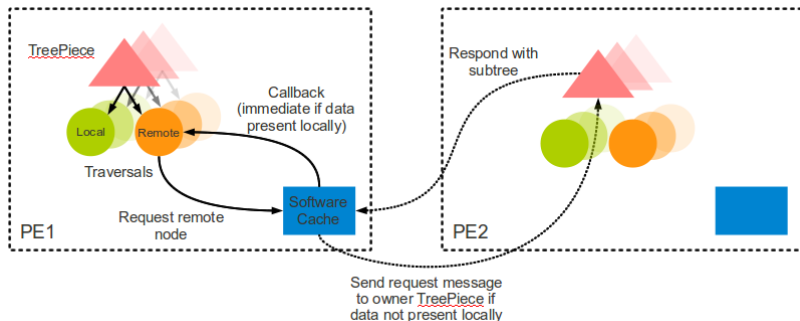 TreePiece
Local
Remote
Traversals
Callback
(immediate if data
present locally)
Request remote
node
Software
Cache
PE1
Respond with
subtree
PE2
Send request message
to owner TreePiece if
data not present locally